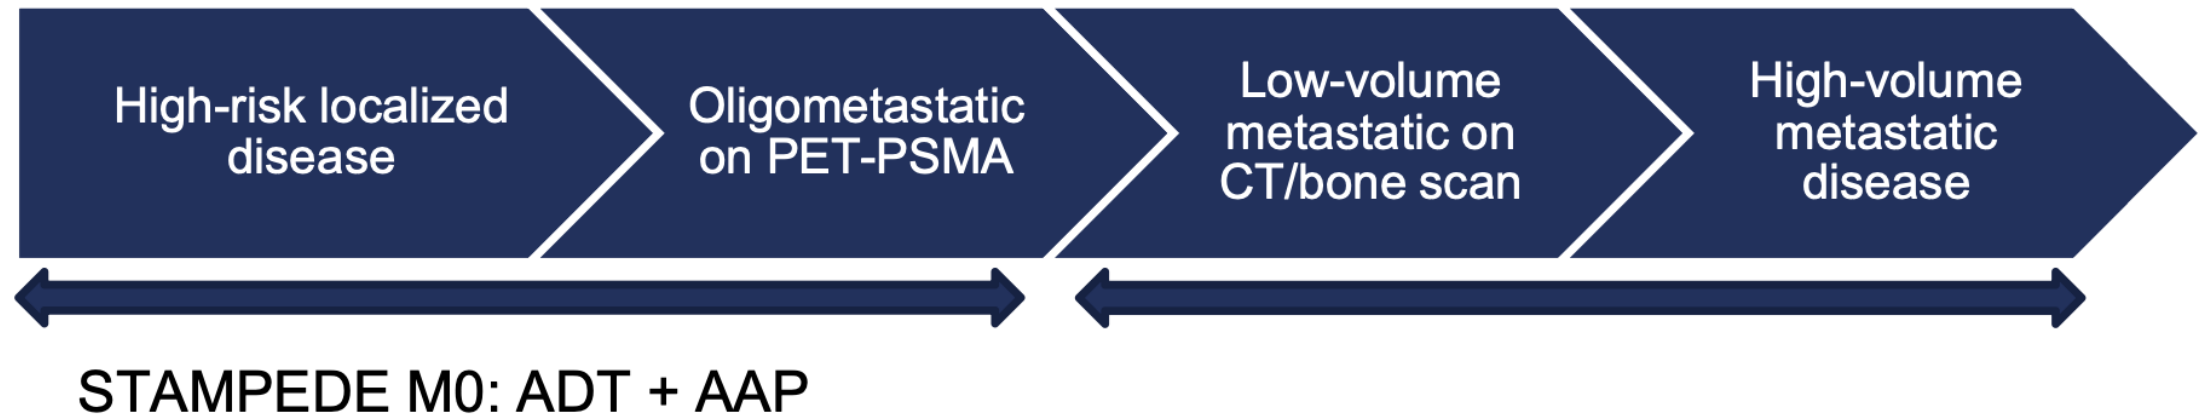 High-risk localized
disease
Oligometastatic
on PET-PSMA
Low-volume
metastatic on
CT/bone scan
High-volume
metastatic
disease
STAMPEDE M0: ADT + AAP